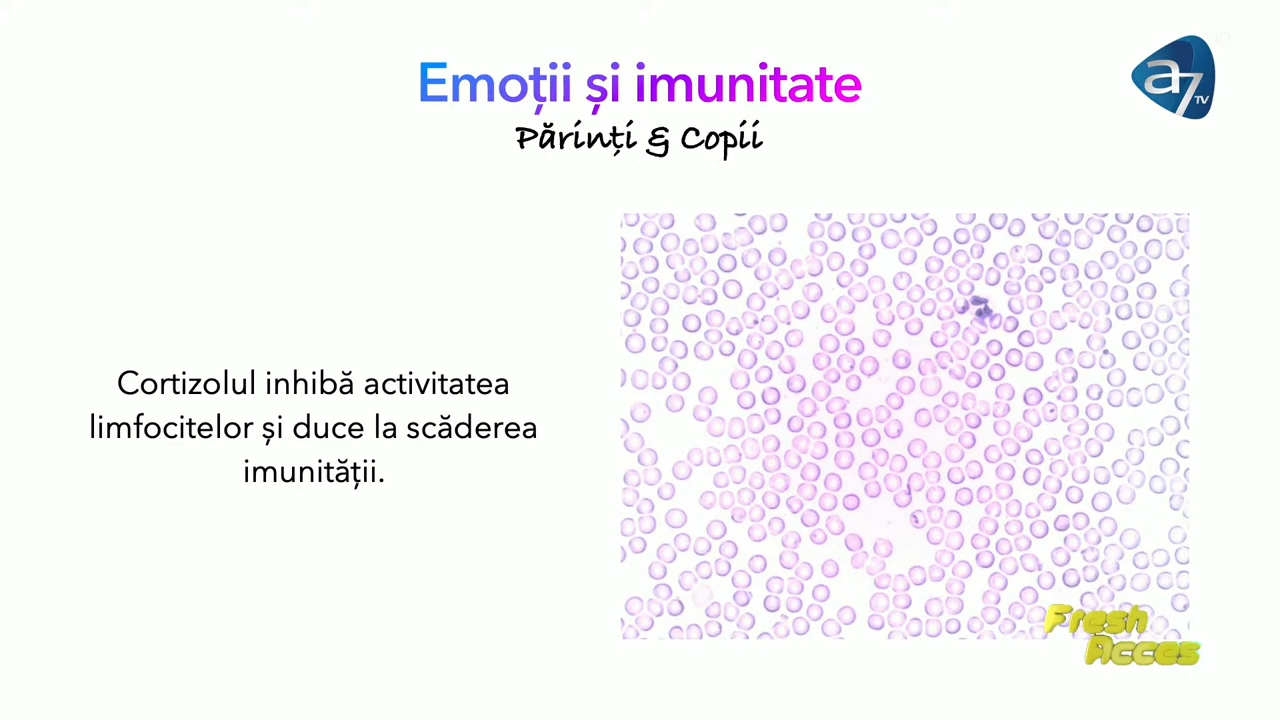 Emoții și imunitate
Părinți & Copii
a7
TV
Cortizolul inhibă activitatea
limfocitelor și duce la scăderea
imunității.
Fresh
Acces